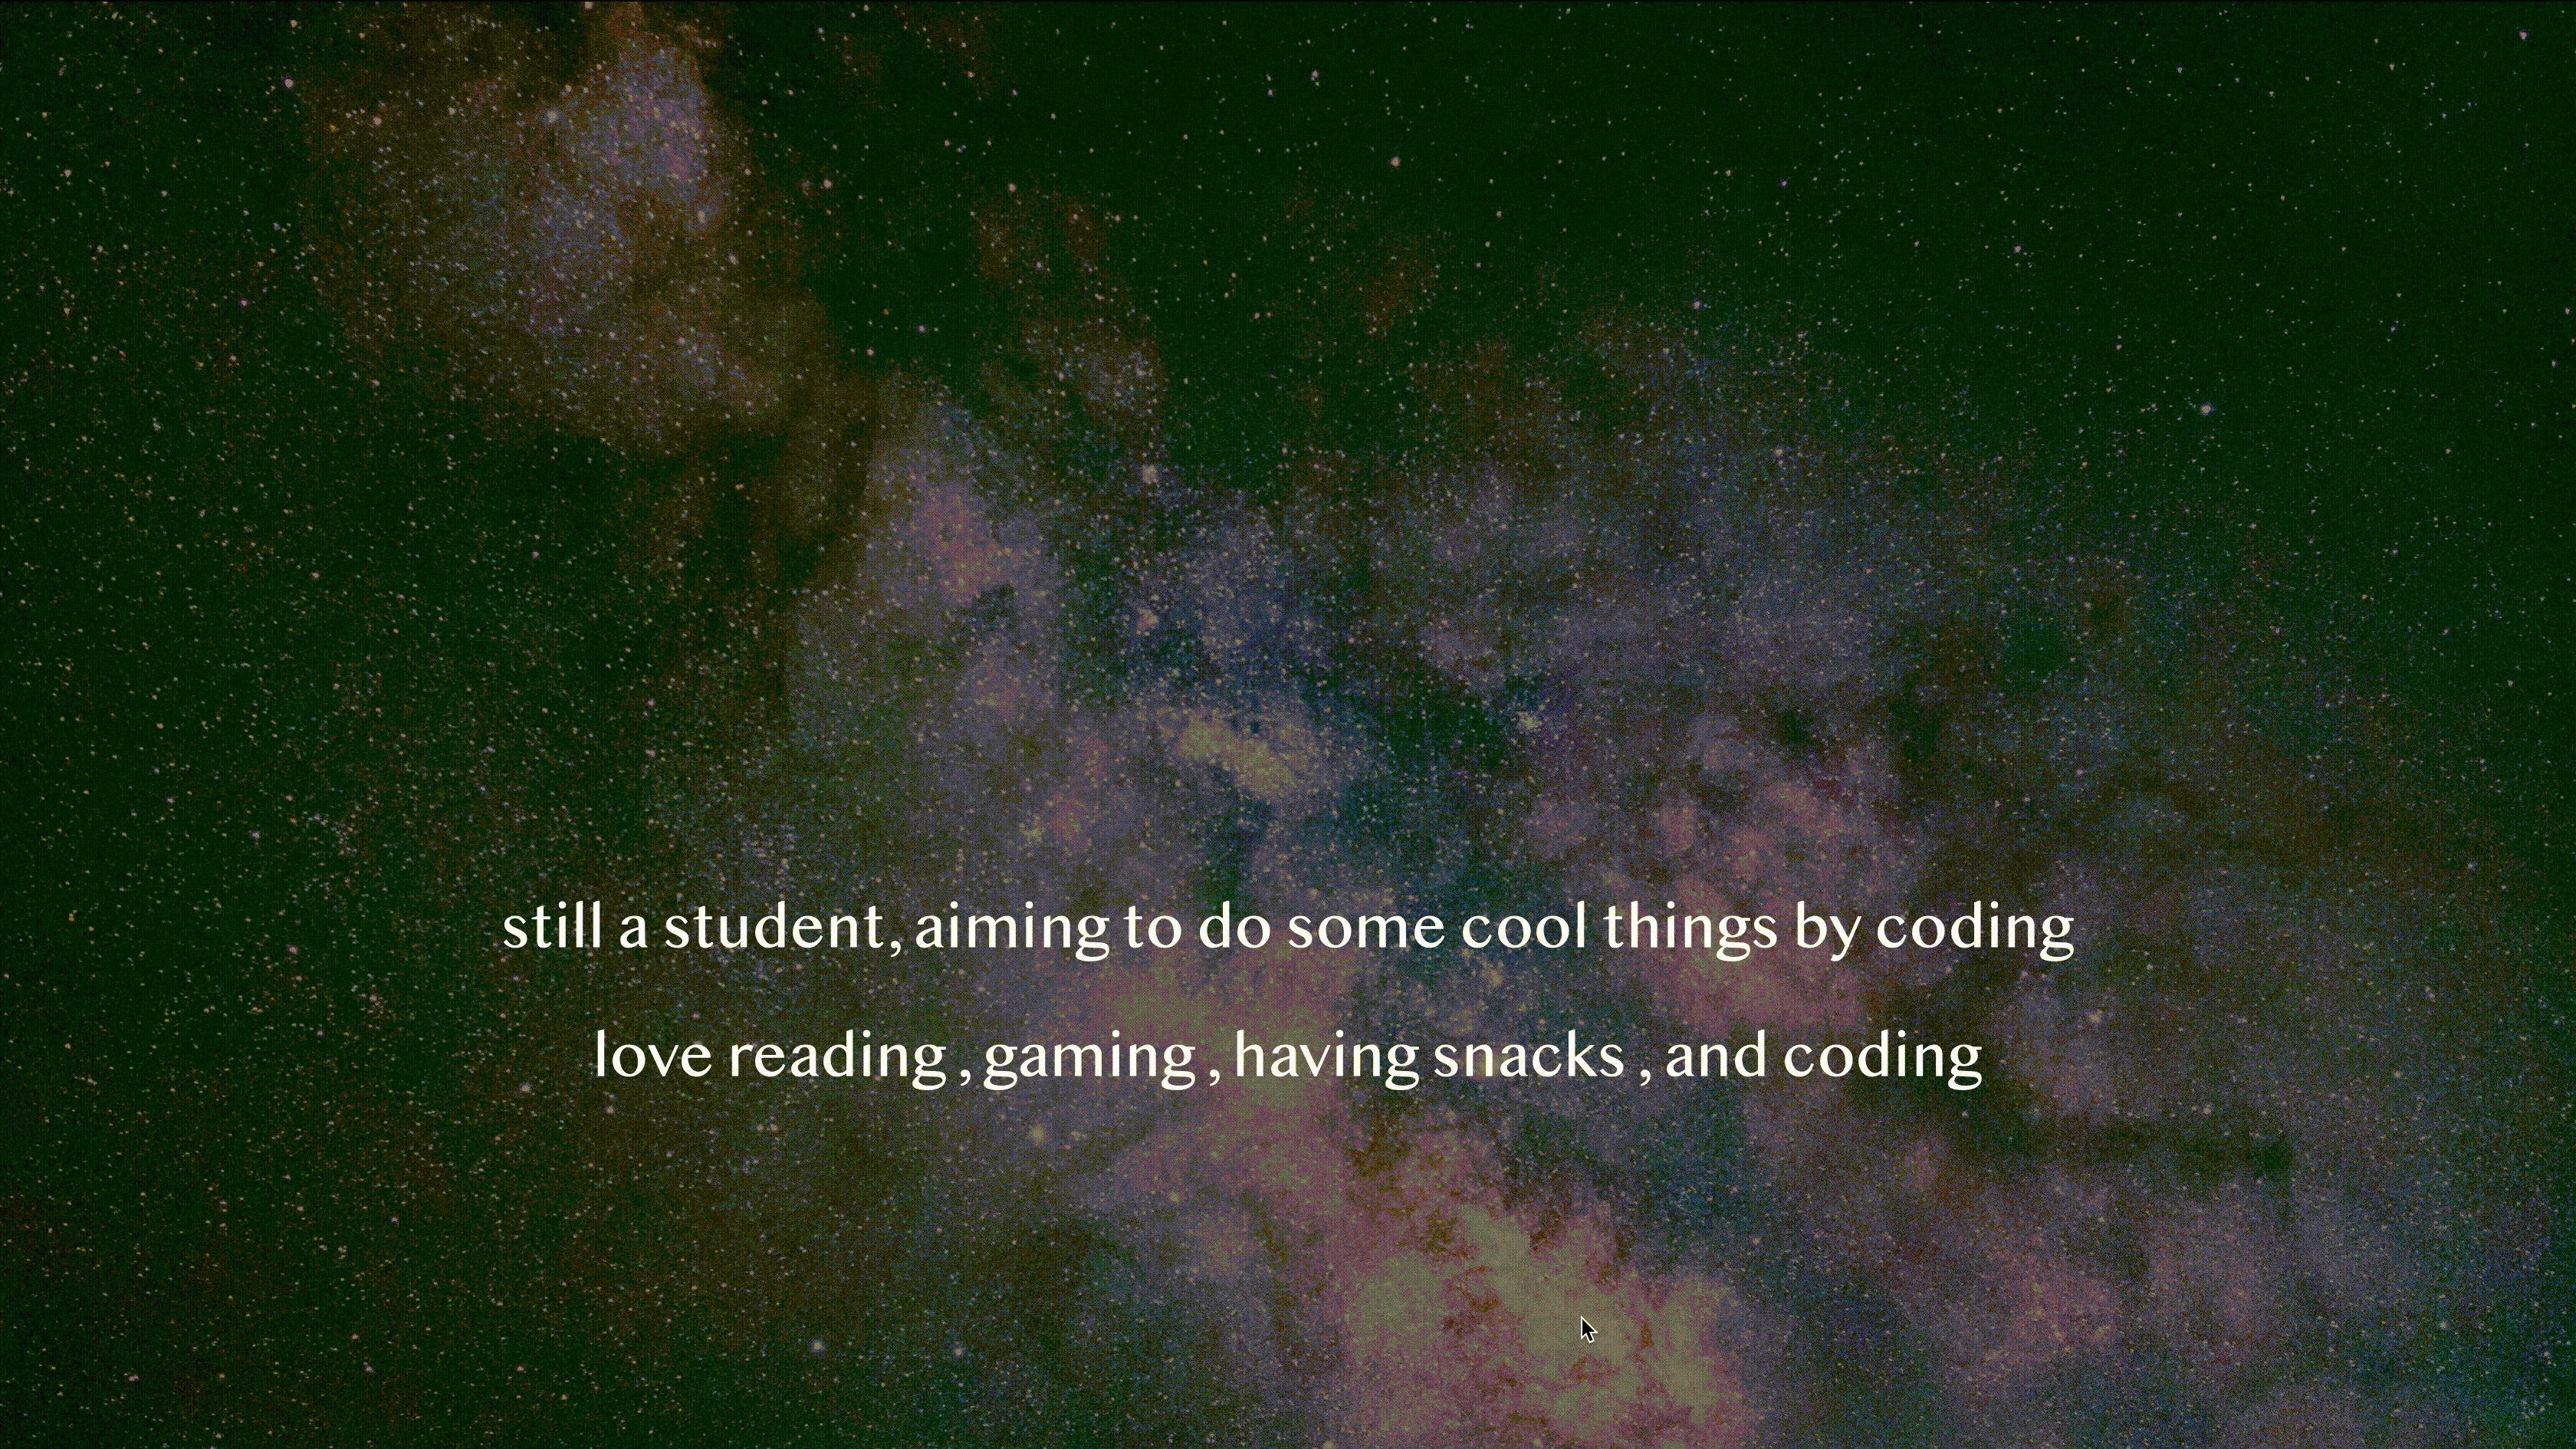 still a student, aiming to do some cool things by coding
love reading , gaming , having snacks , and coding